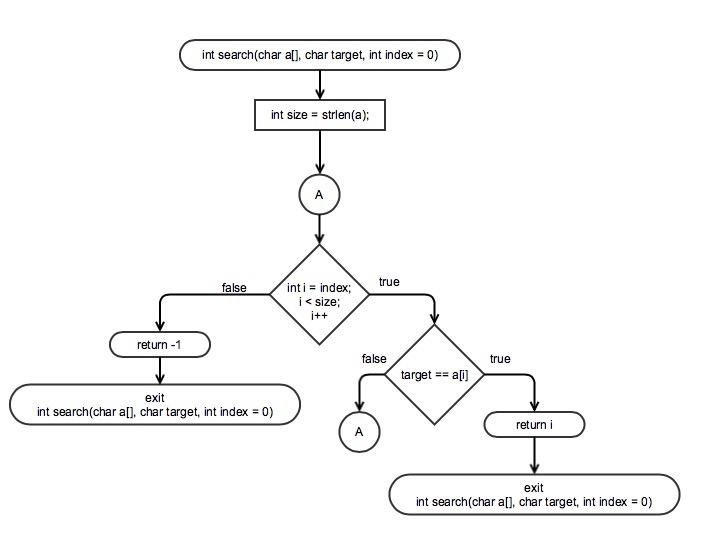 int search(char a[], char target, int index = 0)
int size = strlen(a);
A
int i = index;
i < size;
i++
false
true
return -1
exit
int search(char a[], char target, int index = 0)
target == a[i]
false
true
A
return i
exit
int search(char a[], char target, int index = 0)